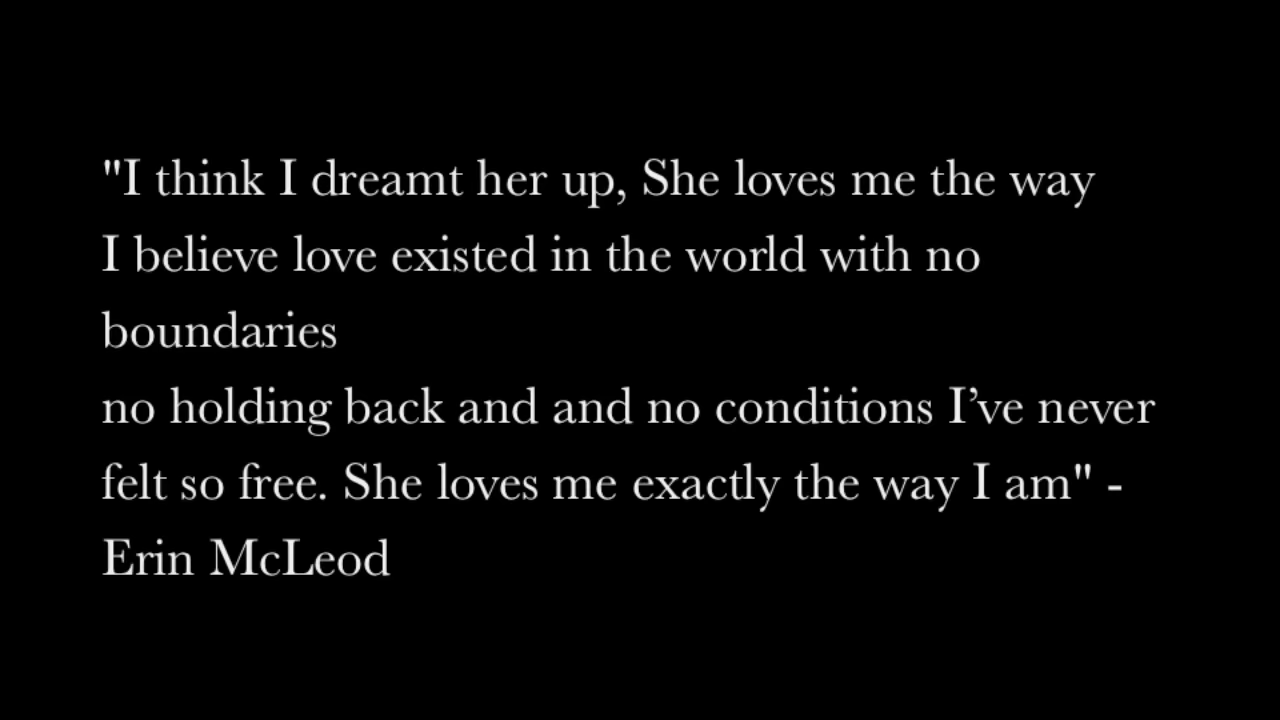 "I think I dreamt her up, She loves me the way
I believe love existed in the world with no
boundaries
no holding back and and no conditions I’ve never
felt so free. She loves me exactly the way I am" -
Erin McLeod